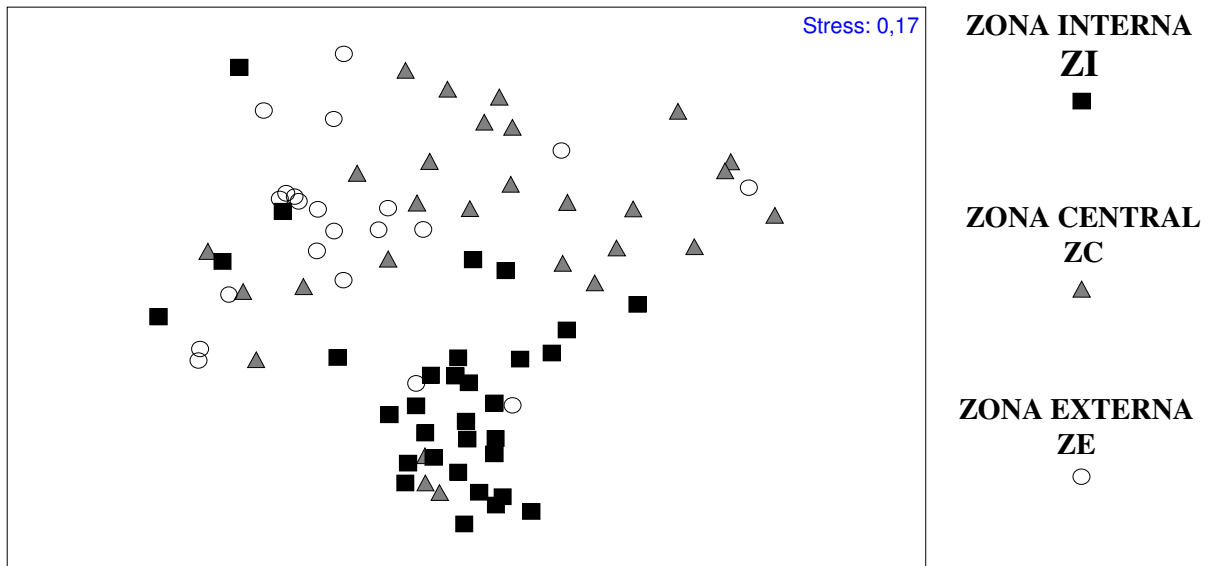 Stress: 0,17
ZONA INTERNA
ZI
ZONA CENTRAL
ZC
ZONA EXTERNA
ZE